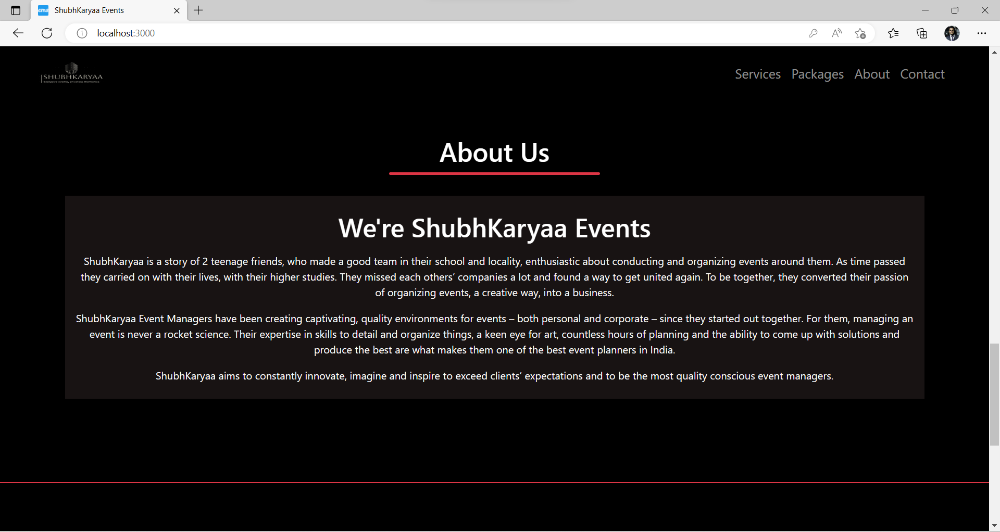 cms ShubhKaryaa Events
localhost:3000
SHUBHKARYAA
Exclusive events, priceless memories
Services Packages About Contact
About Us
We're ShubhKaryaa Events
ShubhKaryaa is a story of 2 teenage friends, who made a good team in their school and locality, enthusiastic about conducting and organizing events around them. As time passed
they carried on with their lives, with their higher studies. They missed each others’ companies a lot and found a way to get united again. To be together, they converted their passion
of organizing events, a creative way, into a business.
ShubhKaryaa Event Managers have been creating captivating, quality environments for events – both personal and corporate – since they started out together. For them, managing an
event is never a rocket science. Their expertise in skills to detail and organize things, a keen eye for art, countless hours of planning and the ability to come up with solutions and
produce the best are what makes them one of the best event planners in India.
ShubhKaryaa aims to constantly innovate, imagine and inspire to exceed clients’ expectations and to be the most quality conscious event managers.